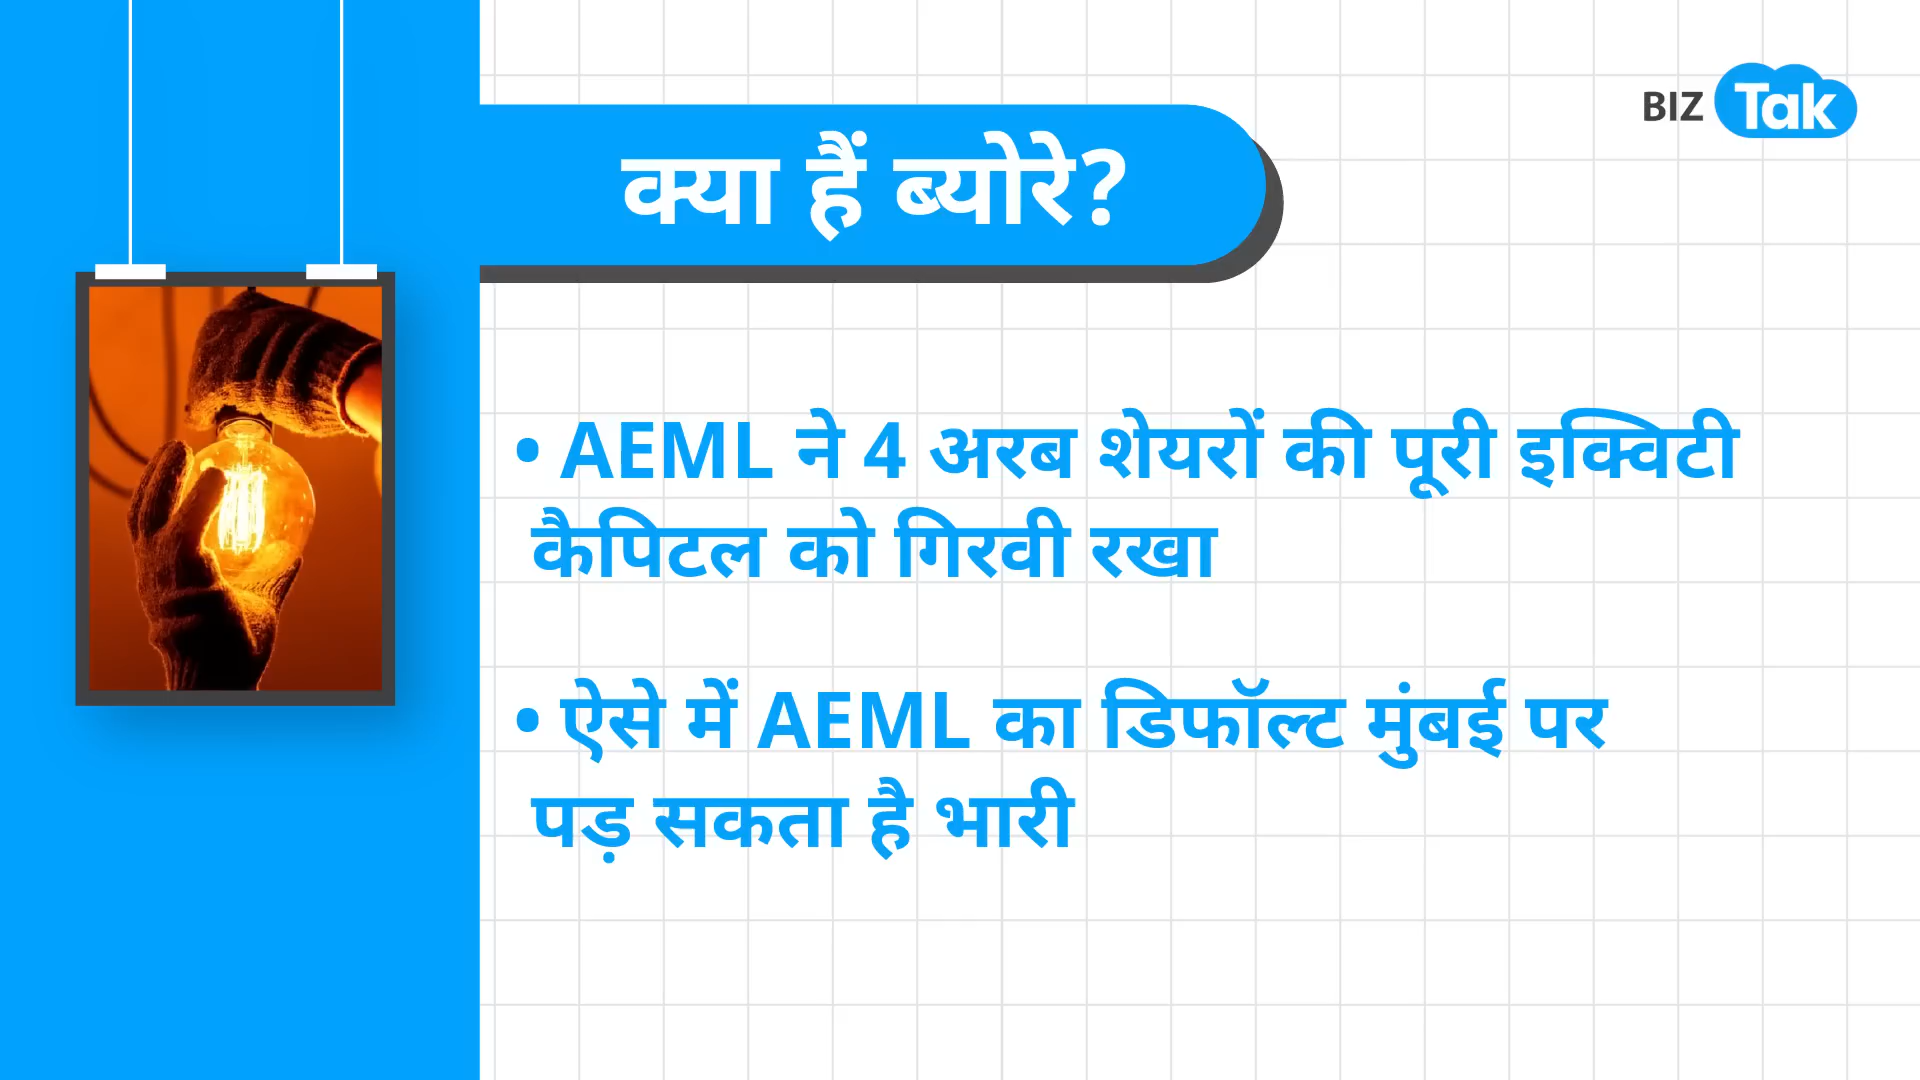 BIZ Tak
क्या हैं ब्योरे?
• AEML ने 4 अरब शेयरों की पूरी इक्विटी
कैपिटल को गिरवी रखा
• ऐसे में AEML का डिफॉल्ट मुंबई पर
पड़ सकता है भारी